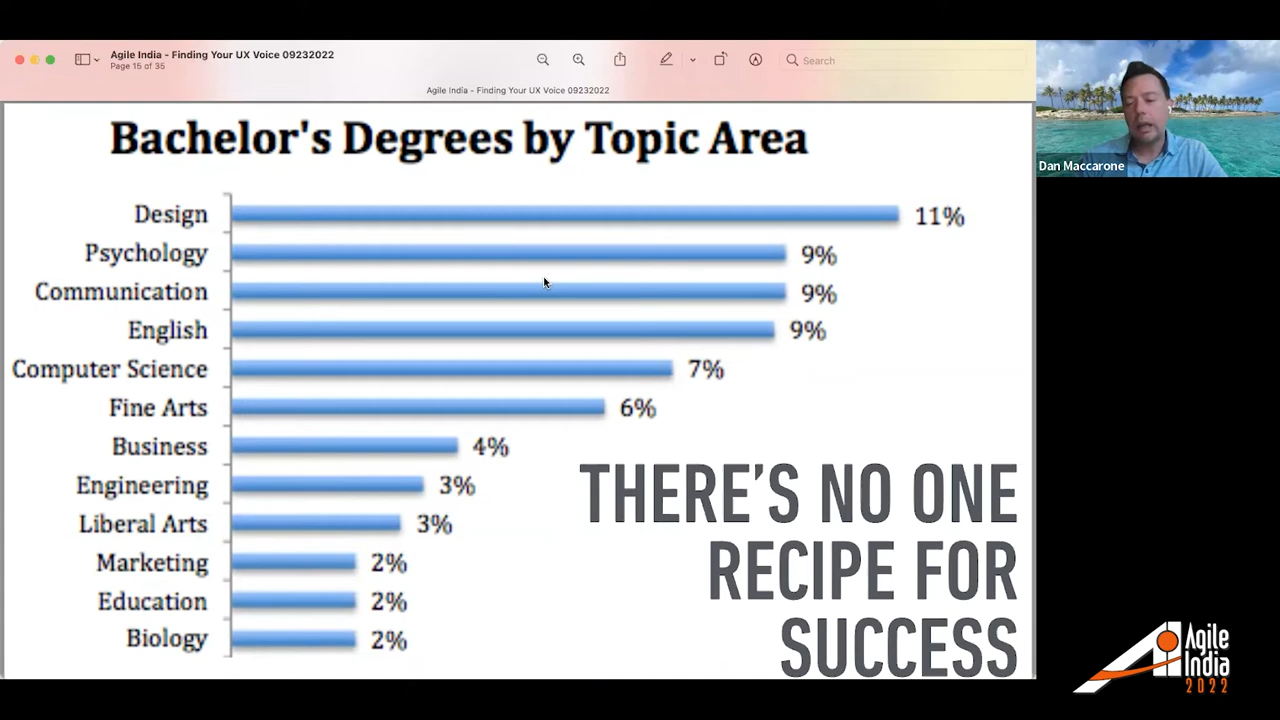 Agile India - Finding Your UX Voice 09232022
Page 15 of 35
Search
Agile India - Finding Your UX Voice 09232022
Dan Maccarone
Bachelor's Degrees by Topic Area
Design 11%
Psychology 9%
Communication 9%
English 9%
Computer Science 7%
Fine Arts 6%
Business 4%
Engineering 3%
Liberal Arts 3%
Marketing 2%
Education 2%
Biology 2%
THERE'S NO ONE
RECIPE FOR
SUCCESS
Agile
India
2022